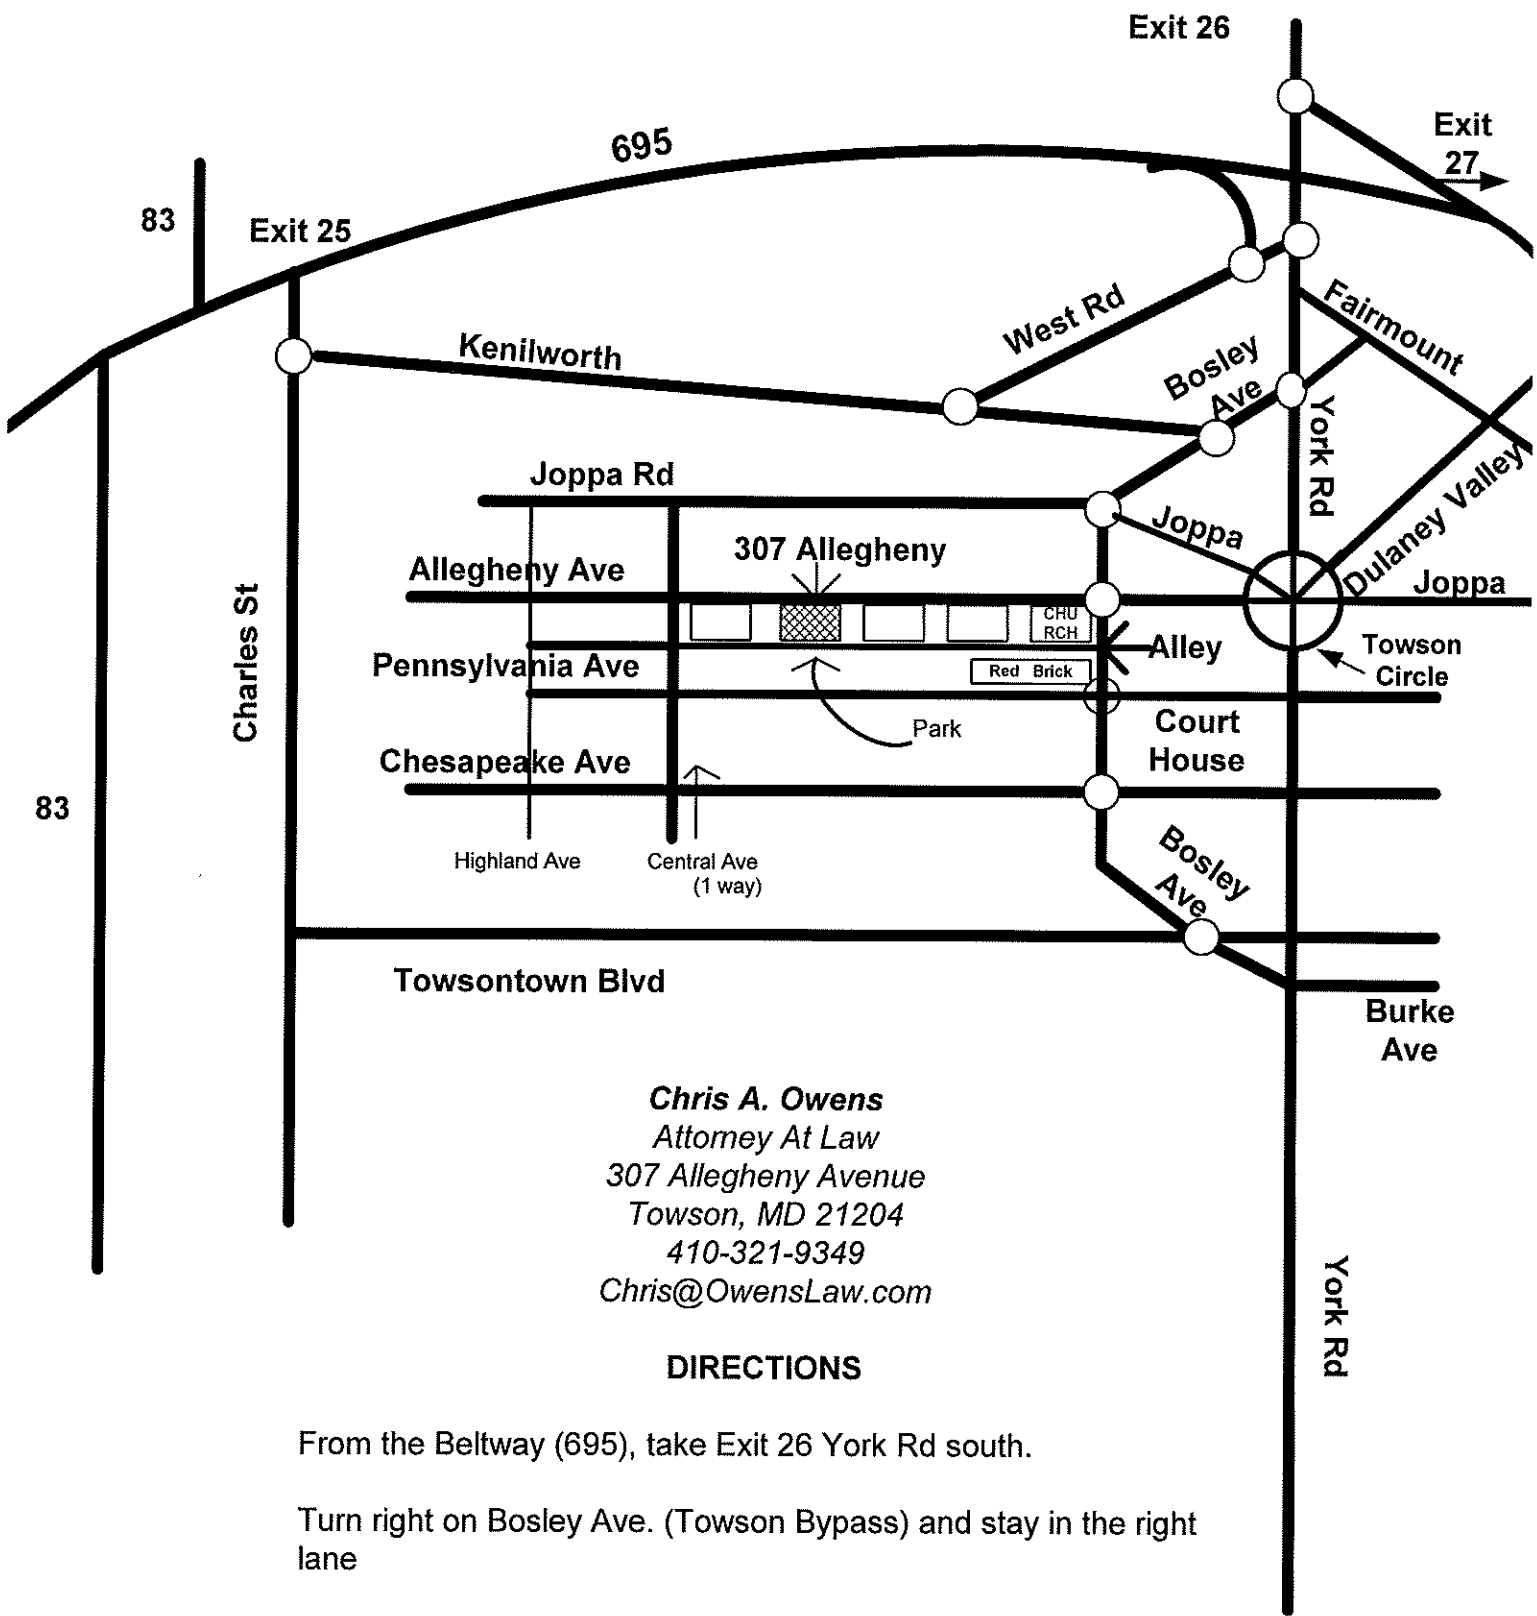 Exit 26
Exit
27
695
83
Exit 25
West Rd
Fairmount
Kenilworth
Bosley
Ave
York Rd
Joppa Rd
Joppa
Dulaney Valley
307 Allegheny
Allegheny Ave
Joppa
CHU
RCH
Charles St
Pennsylvania Ave
Alley
Towson
Circle
Red Brick
Park
Court
House
Chesapeake Ave
83
Highland Ave
Central Ave
(1 way)
Bosley
Ave
Towsontown Blvd
Burke
Ave
Chris A. Owens
Attorney At Law
307 Allegheny Avenue
Towson, MD 21204
410-321-9349
Chris@OwensLaw.com
York Rd
DIRECTIONS
From the Beltway (695), take Exit 26 York Rd south.
Turn right on Bosley Ave. (Towson Bypass) and stay in the right
lane